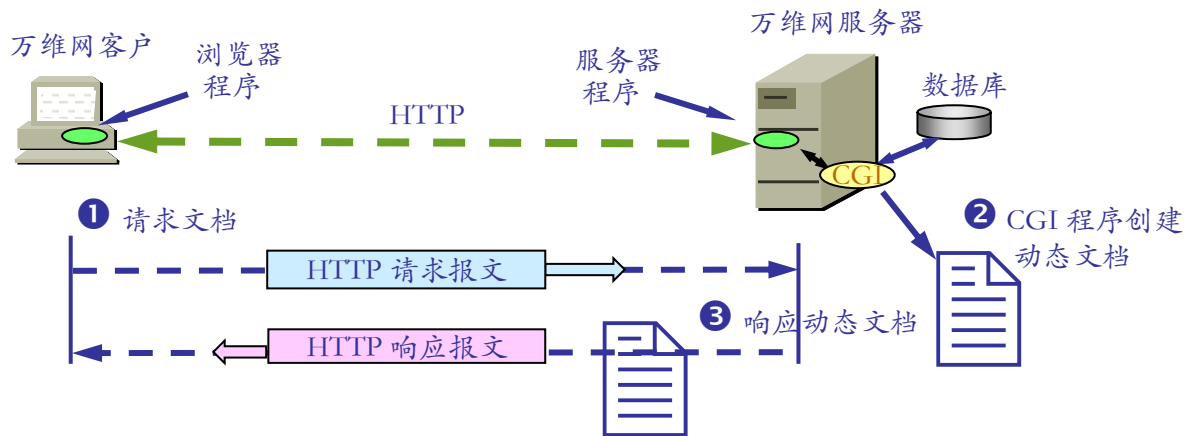 万维网客户
浏览器
程序
HTTP
服务器
程序
万维网服务器
数据库
CGI
❶ 请求文档
❷ CGI 程序创建
动态文档
HTTP 请求报文
❸ 响应动态文档
HTTP 响应报文